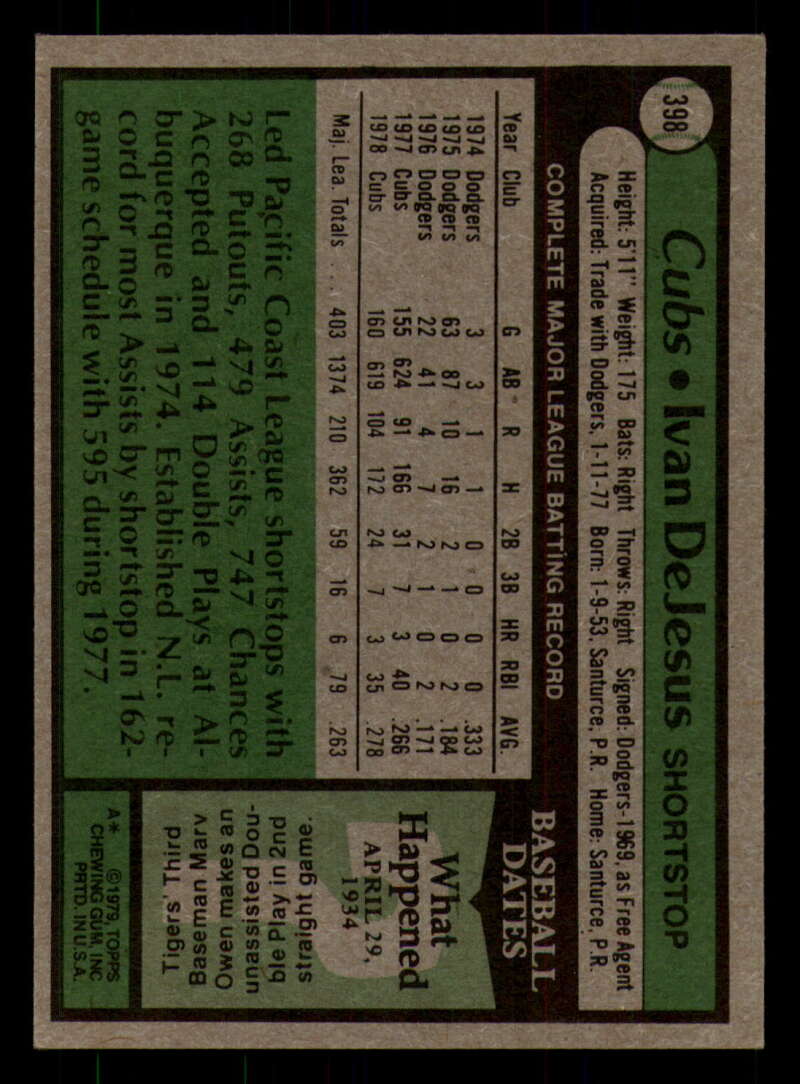 398
Cubs • Ivan DeJesus SHORTSTOP
Height: 5'11" Weight: 175 Bats: Right Throws: Right Signed: Dodgers-1969, as Free Agent
Acquired: Trade with Dodgers, 1-11-77 Born: 1-9-53, Santurce, P.R. Home: Santurce, P.R.
COMPLETE MAJOR LEAGUE BATTING RECORD
Year Club G AB R H 2B 3B HR RBI AVG.
1974 Dodgers 3 3 1 1 0 0 0 0 .333
1975 Dodgers 63 87 10 16 2 1 0 2 .184
1976 Dodgers 22 41 4 7 2 1 0 2 .171
1977 Cubs 155 624 91 166 31 7 3 40 .266
1978 Cubs 160 619 104 172 24 7 3 35 .278
Maj. Lea. Totals .... 403 1374 210 362 59 16 6 79 .263
Led Pacific Coast League shortstops with
268 Putouts, 479 Assists, 747 Chances
Accepted and 114 Double Plays at Al-
buquerque in 1974. Established N.L. re-
cord for most Assists by shortstop in 162-
game schedule with 595 during 1977.
BASEBALL
DATES
What
Happened
APRIL 29,
1934
Tigers' Third
Baseman Marv
Owen makes an
unassisted Dou-
ble Play in 2nd
straight game.
A* ©1979, TOPPS
CHEWING GUM, INC
PRTD. IN U.S.A.